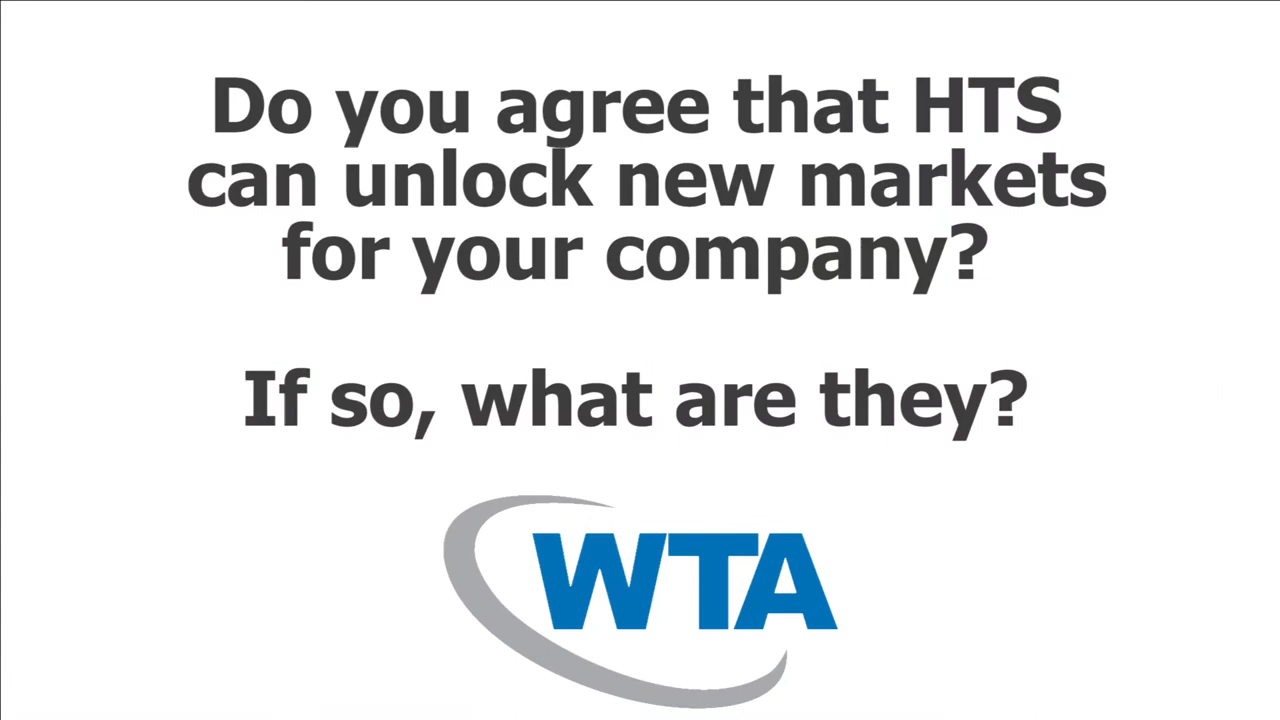 Do you agree that HTS
can unlock new markets
for your company?
If so, what are they?
WTA